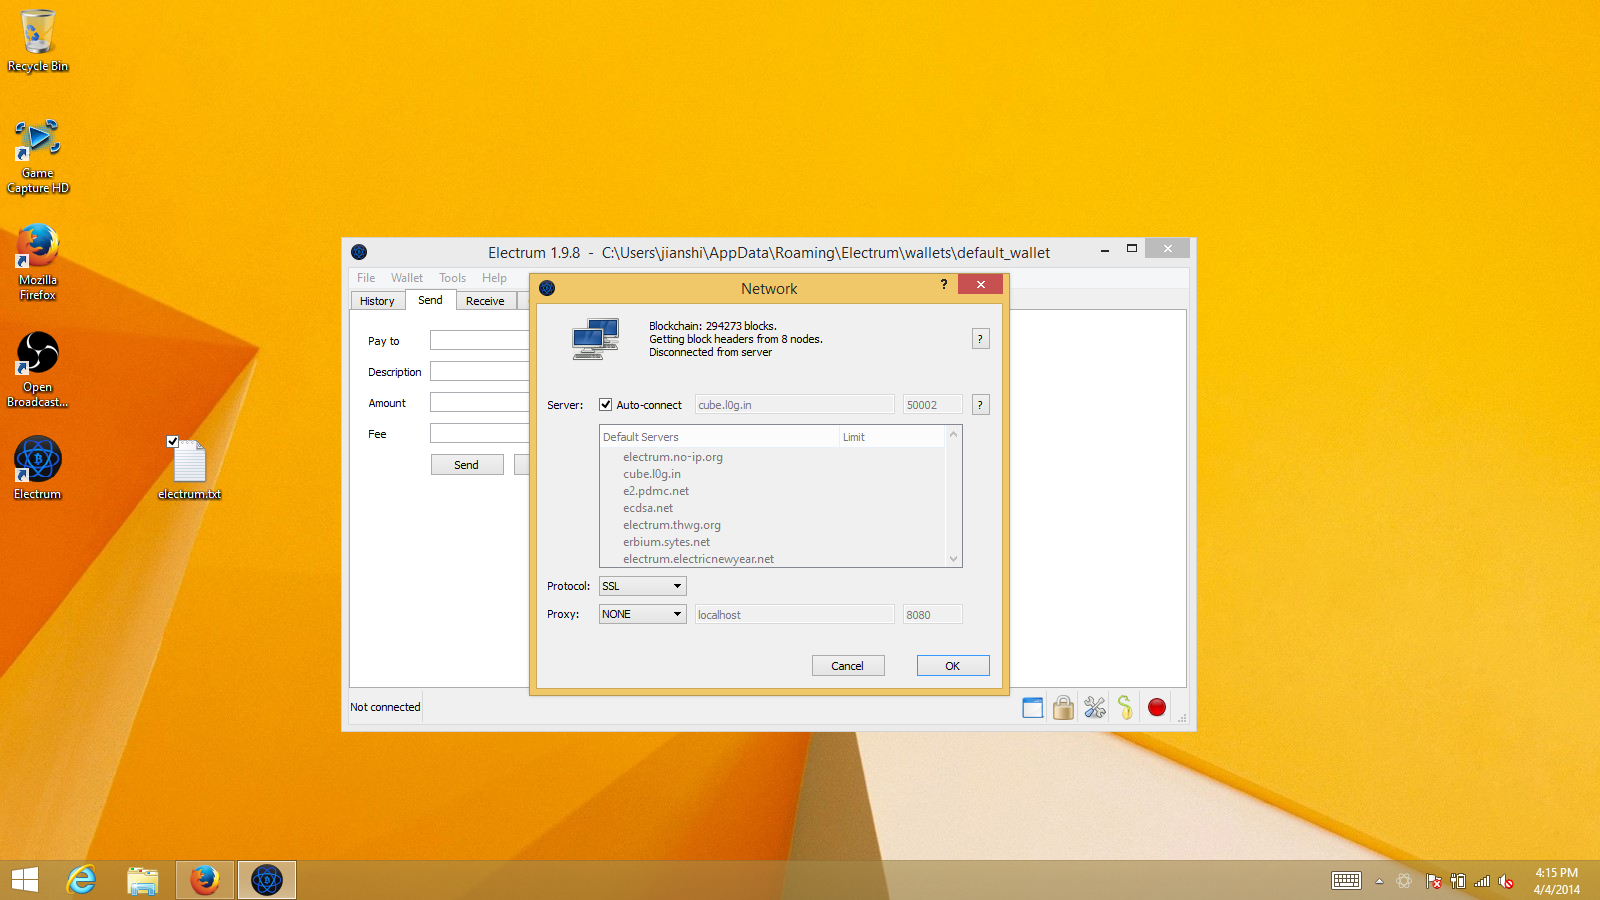 Recycle Bin
Game
Capture HD
Mozilla
Firefox
Open
Broadcast...
Electrum
electrum.txt
Electrum 1.9.8 - C:\Users\jianshi\AppData\Roaming\Electrum\wallets\default_wallet
File Wallet Tools Help
History Send Receive
Pay to
Description
Amount
Fee
Send
Not connected
Network
?
Blockchain: 294273 blocks.
Getting block headers from 8 nodes.
Disconnected from server
?
Server: Auto-connect cube.l0g.in 50002 ?
Default Servers Limit
electrum.no-ip.org
cube.l0g.in
e2.pdmc.net
ecdsa.net
electrum.thwg.org
erbium.sytes.net
electrum.electricnewyear.net
Protocol: SSL
Proxy: NONE localhost 8080
Cancel OK
4:15 PM
4/4/2014